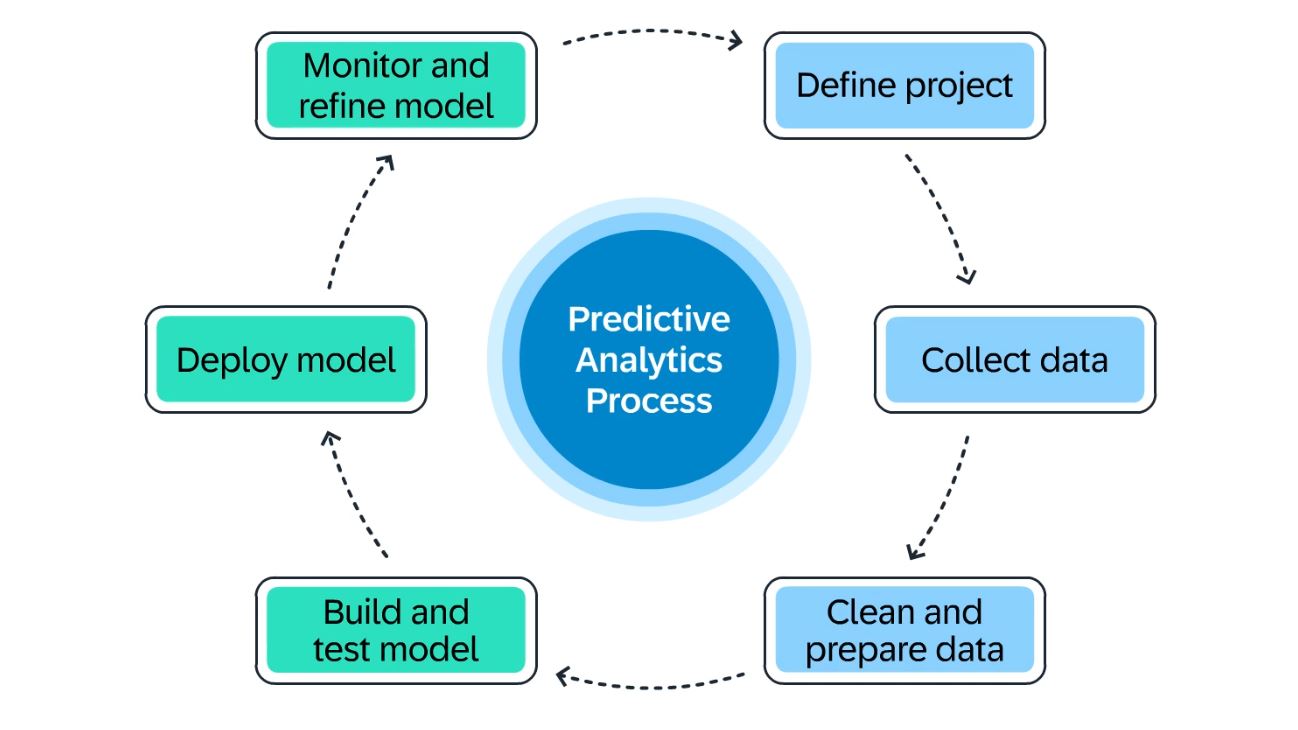 Monitor and
refine model
Define project
Predictive
Analytics
Process
Deploy model
Collect data
Build and
test model
Clean and
prepare data